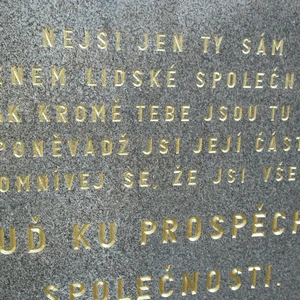 NEJSI JEN TY SÁM
ENEM LIDSKÉ SPOLEČN
AK KROMĚ TEBE JSOU TU
PONĚVADŽ JSI JEJÍ ČÁST
OMNÍVEJ SE, ŽE JSI VŠE
UĎ KU PROSPĚCH
SPOLEČNOSTI.